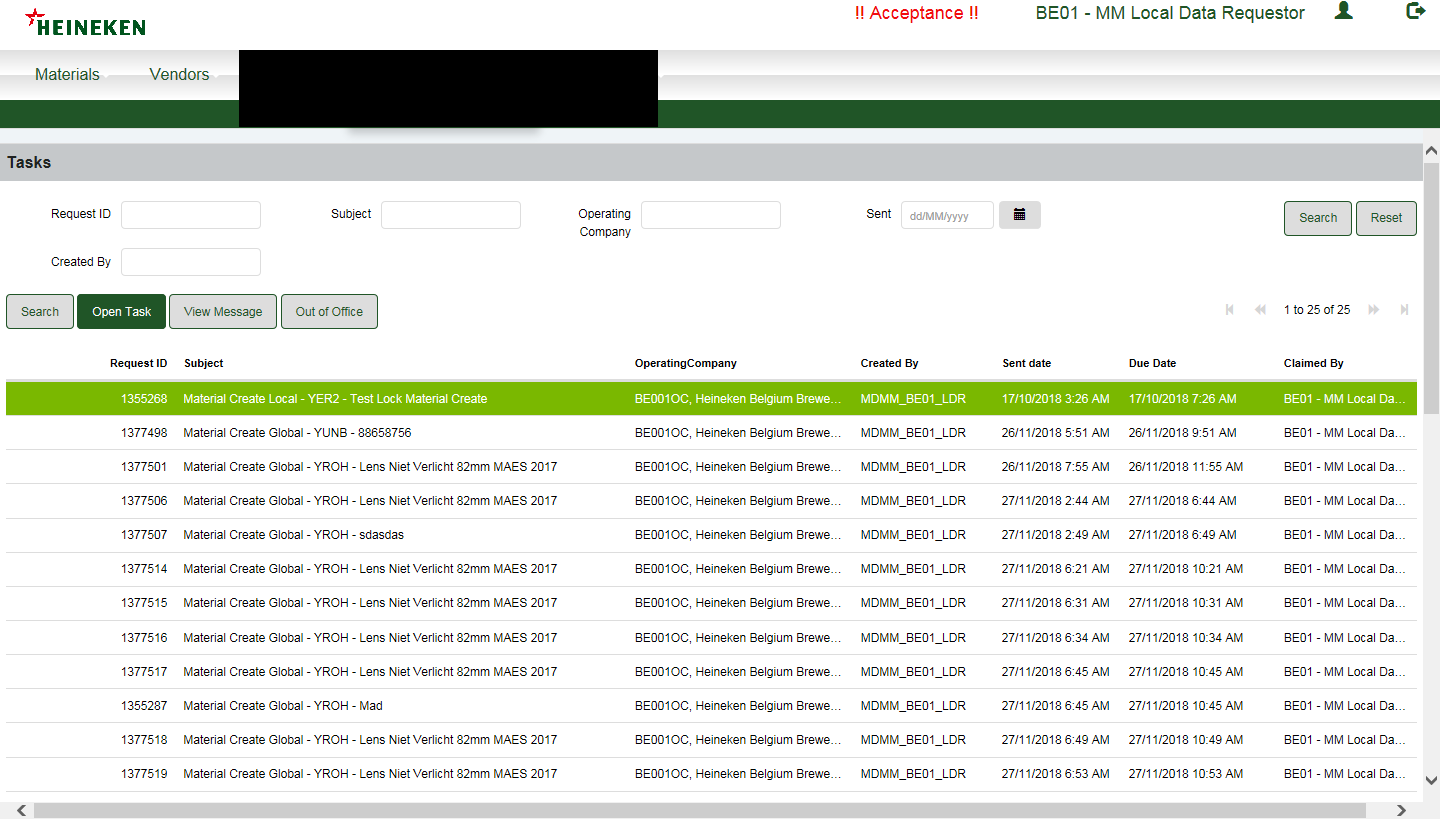 HEINEKEN
!! Acceptance !! BE01 - MM Local Data Requestor
Materials Vendors
Tasks
Request ID Subject Operating Company Sent dd/MM/yyyy Search Reset
Created By
Search Open Task View Message Out of Office 1 to 25 of 25
Request ID Subject OperatingCompany Created By Sent date Due Date Claimed By
1355268 Material Create Local - YER2 - Test Lock Material Create BE001OC, Heineken Belgium Brewe... MDMM_BE01_LDR 17/10/2018 3:26 AM 17/10/2018 7:26 AM BE01 - MM Local Da...
1377498 Material Create Global - YUNB - 88658756 BE001OC, Heineken Belgium Brewe... MDMM_BE01_LDR 26/11/2018 5:51 AM 26/11/2018 9:51 AM BE01 - MM Local Da...
1377501 Material Create Global - YROH - Lens Niet Verlicht 82mm MAES 2017 BE001OC, Heineken Belgium Brewe... MDMM_BE01_LDR 26/11/2018 7:55 AM 26/11/2018 11:55 AM BE01 - MM Local Da...
1377506 Material Create Global - YROH - Lens Niet Verlicht 82mm MAES 2017 BE001OC, Heineken Belgium Brewe... MDMM_BE01_LDR 27/11/2018 2:44 AM 27/11/2018 6:44 AM BE01 - MM Local Da...
1377507 Material Create Global - YROH - sdasdas BE001OC, Heineken Belgium Brewe... MDMM_BE01_LDR 27/11/2018 2:49 AM 27/11/2018 6:49 AM BE01 - MM Local Da...
1377514 Material Create Global - YROH - Lens Niet Verlicht 82mm MAES 2017 BE001OC, Heineken Belgium Brewe... MDMM_BE01_LDR 27/11/2018 6:21 AM 27/11/2018 10:21 AM BE01 - MM Local Da...
1377515 Material Create Global - YROH - Lens Niet Verlicht 82mm MAES 2017 BE001OC, Heineken Belgium Brewe... MDMM_BE01_LDR 27/11/2018 6:31 AM 27/11/2018 10:31 AM BE01 - MM Local Da...
1377516 Material Create Global - YROH - Lens Niet Verlicht 82mm MAES 2017 BE001OC, Heineken Belgium Brewe... MDMM_BE01_LDR 27/11/2018 6:34 AM 27/11/2018 10:34 AM BE01 - MM Local Da...
1377517 Material Create Global - YROH - Lens Niet Verlicht 82mm MAES 2017 BE001OC, Heineken Belgium Brewe... MDMM_BE01_LDR 27/11/2018 6:45 AM 27/11/2018 10:45 AM BE01 - MM Local Da...
1355287 Material Create Global - YROH - Mad BE001OC, Heineken Belgium Brewe... MDMM_BE01_LDR 27/11/2018 6:45 AM 27/11/2018 10:45 AM BE01 - MM Local Da...
1377518 Material Create Global - YROH - Lens Niet Verlicht 82mm MAES 2017 BE001OC, Heineken Belgium Brewe... MDMM_BE01_LDR 27/11/2018 6:49 AM 27/11/2018 10:49 AM BE01 - MM Local Da...
1377519 Material Create Global - YROH - Lens Niet Verlicht 82mm MAES 2017 BE001OC, Heineken Belgium Brewe... MDMM_BE01_LDR 27/11/2018 6:53 AM 27/11/2018 10:53 AM BE01 - MM Local Da...